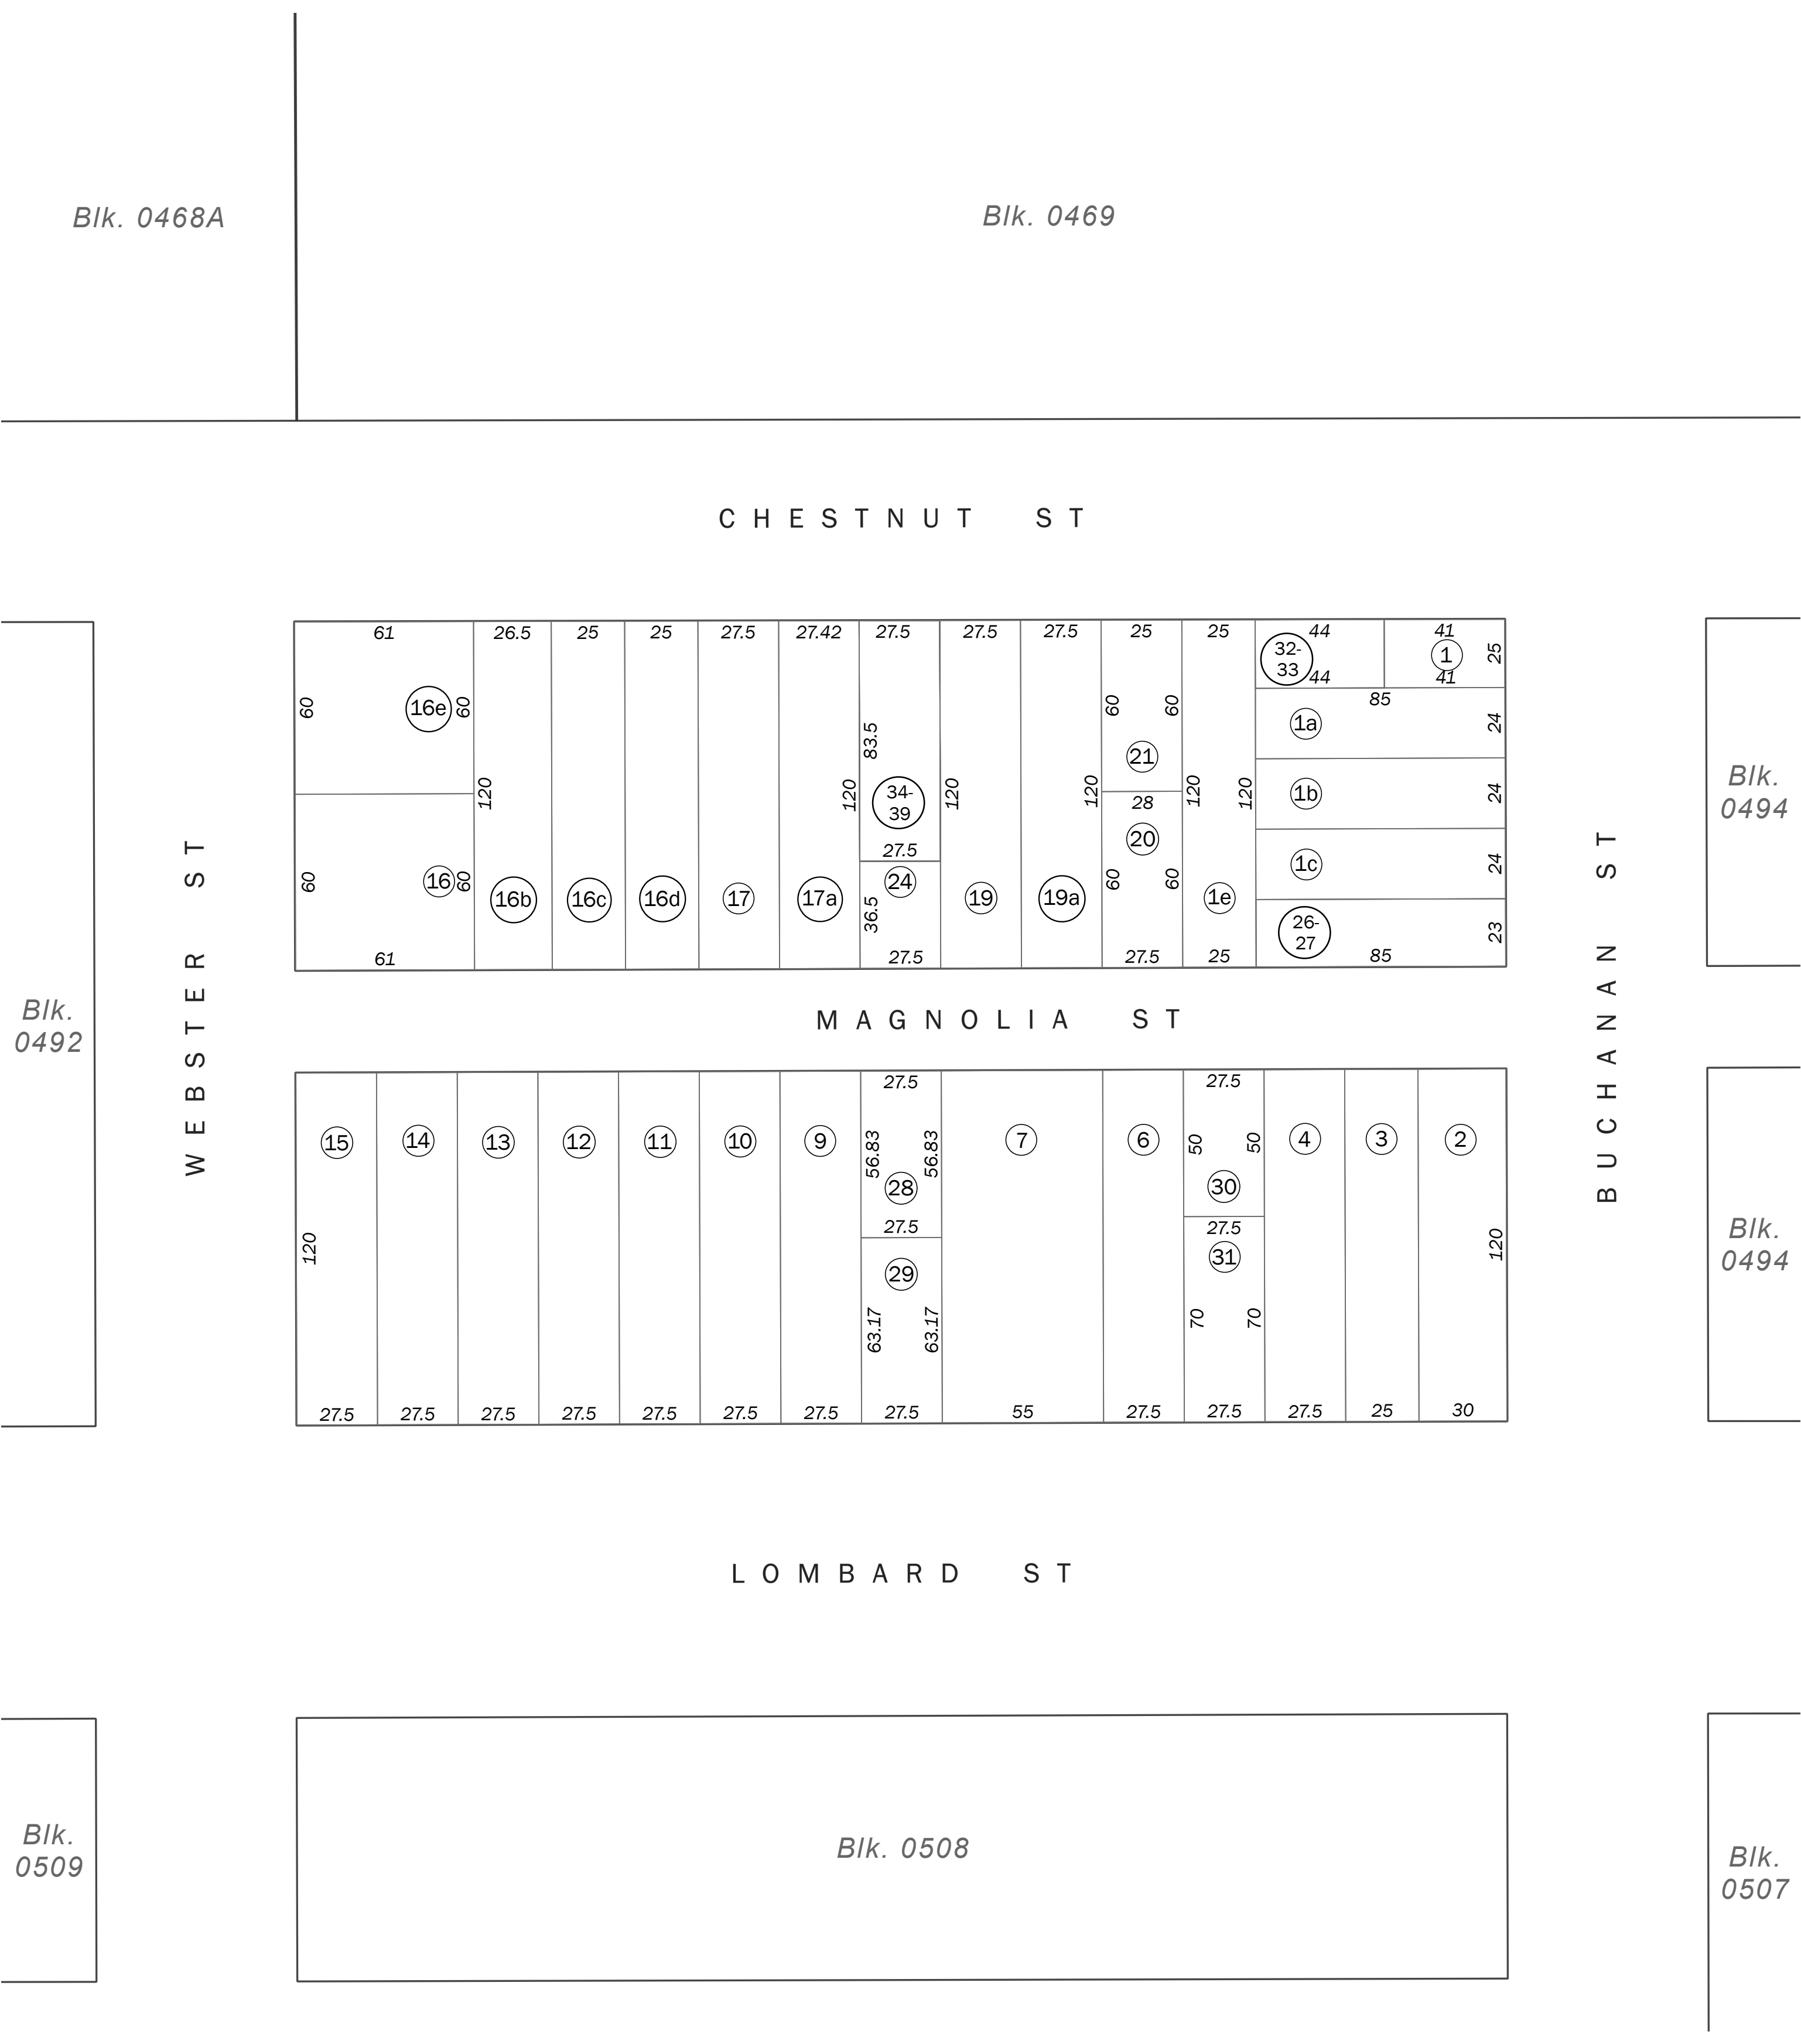 Blk. 0468A
Blk. 0469
CHESTNUT ST
61 26.5 25 25 27.5 27.42 27.5 27.5 27.5 25 25 44 41
32-
33
1
25
44 41
85
60 16e 60
60 60
1a 24
83.5
21
120 120 120 120 120 120
34-
39
28
1b 24
20
27.5
1c 24
60 16 60
24
60 60
16b 16c 16d 17 17a 19 19a 1e
36.5
26-
27
23
61 27.5 27.5 25 85
Blk.
0494
Blk.
0492
WEBSTER ST
MAGNOLIA ST
BUCHANAN ST
27.5 27.5
15 14 13 12 11 10 9 7 6 4 3 2
56.83 56.83
50 50
28
30
27.5 27.5
29
31
120 120
63.17 63.17
70 70
27.5 27.5 27.5 27.5 27.5 27.5 27.5 27.5 55 27.5 27.5 27.5 25 30
Blk.
0494
LOMBARD ST
Blk.
0509
Blk. 0508
Blk.
0507